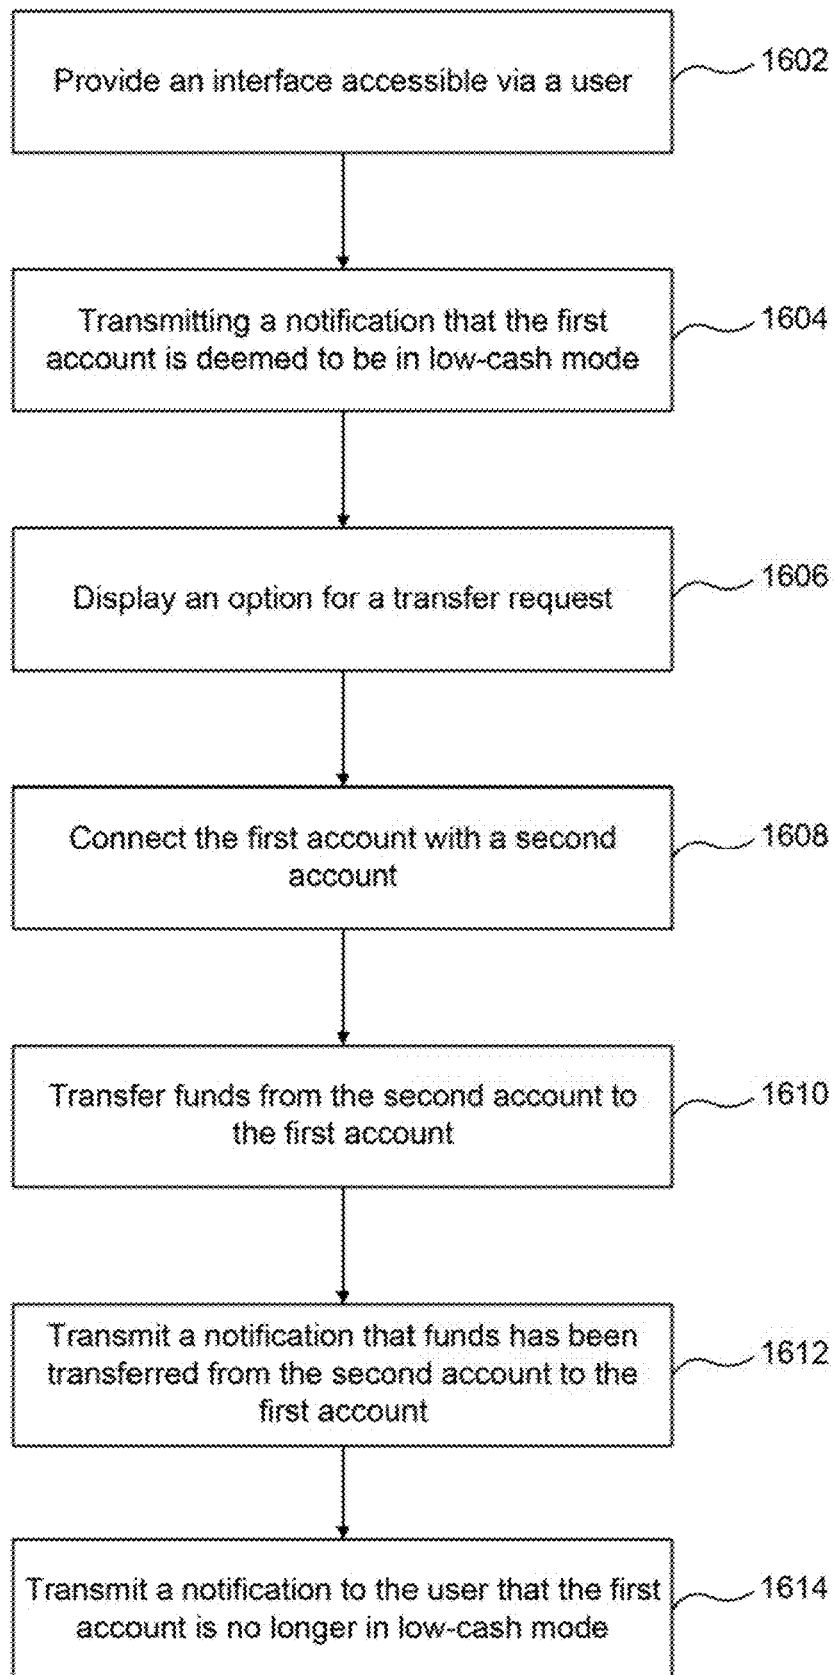 Provide an interface accessible via a user
1602
Transmitting a notification that the first
account is deemed to be in low-cash mode
1604
Display an option for a transfer request
1606
Connect the first account with a second
account
1608
Transfer funds from the second account to
the first account
1610
Transmit a notification that funds has been
transferred from the second account to the
first account
1612
Transmit a notification to the user that the first
account is no longer in low-cash mode
1614